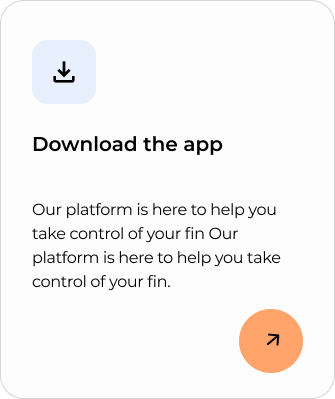 Download the app
Our platform is here to help you
take control of your fin Our
platform is here to help you take
control of your fin.